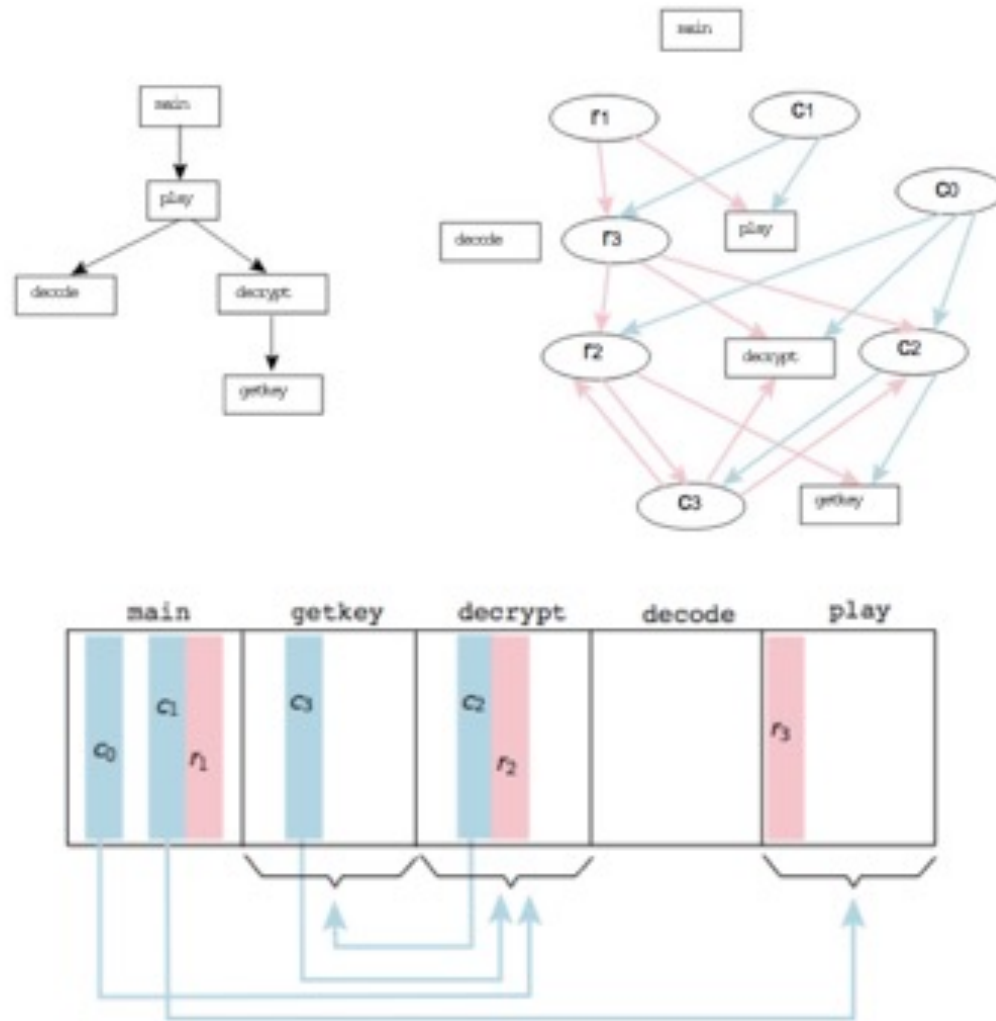 main
play
decode
decrypt
getkey
main
r1
c1
c0
decode
r3
play
r2
decrypt
c2
c3
getkey
main getkey decrypt decode play
c0
c1
r1
c3
c2
r2
r3